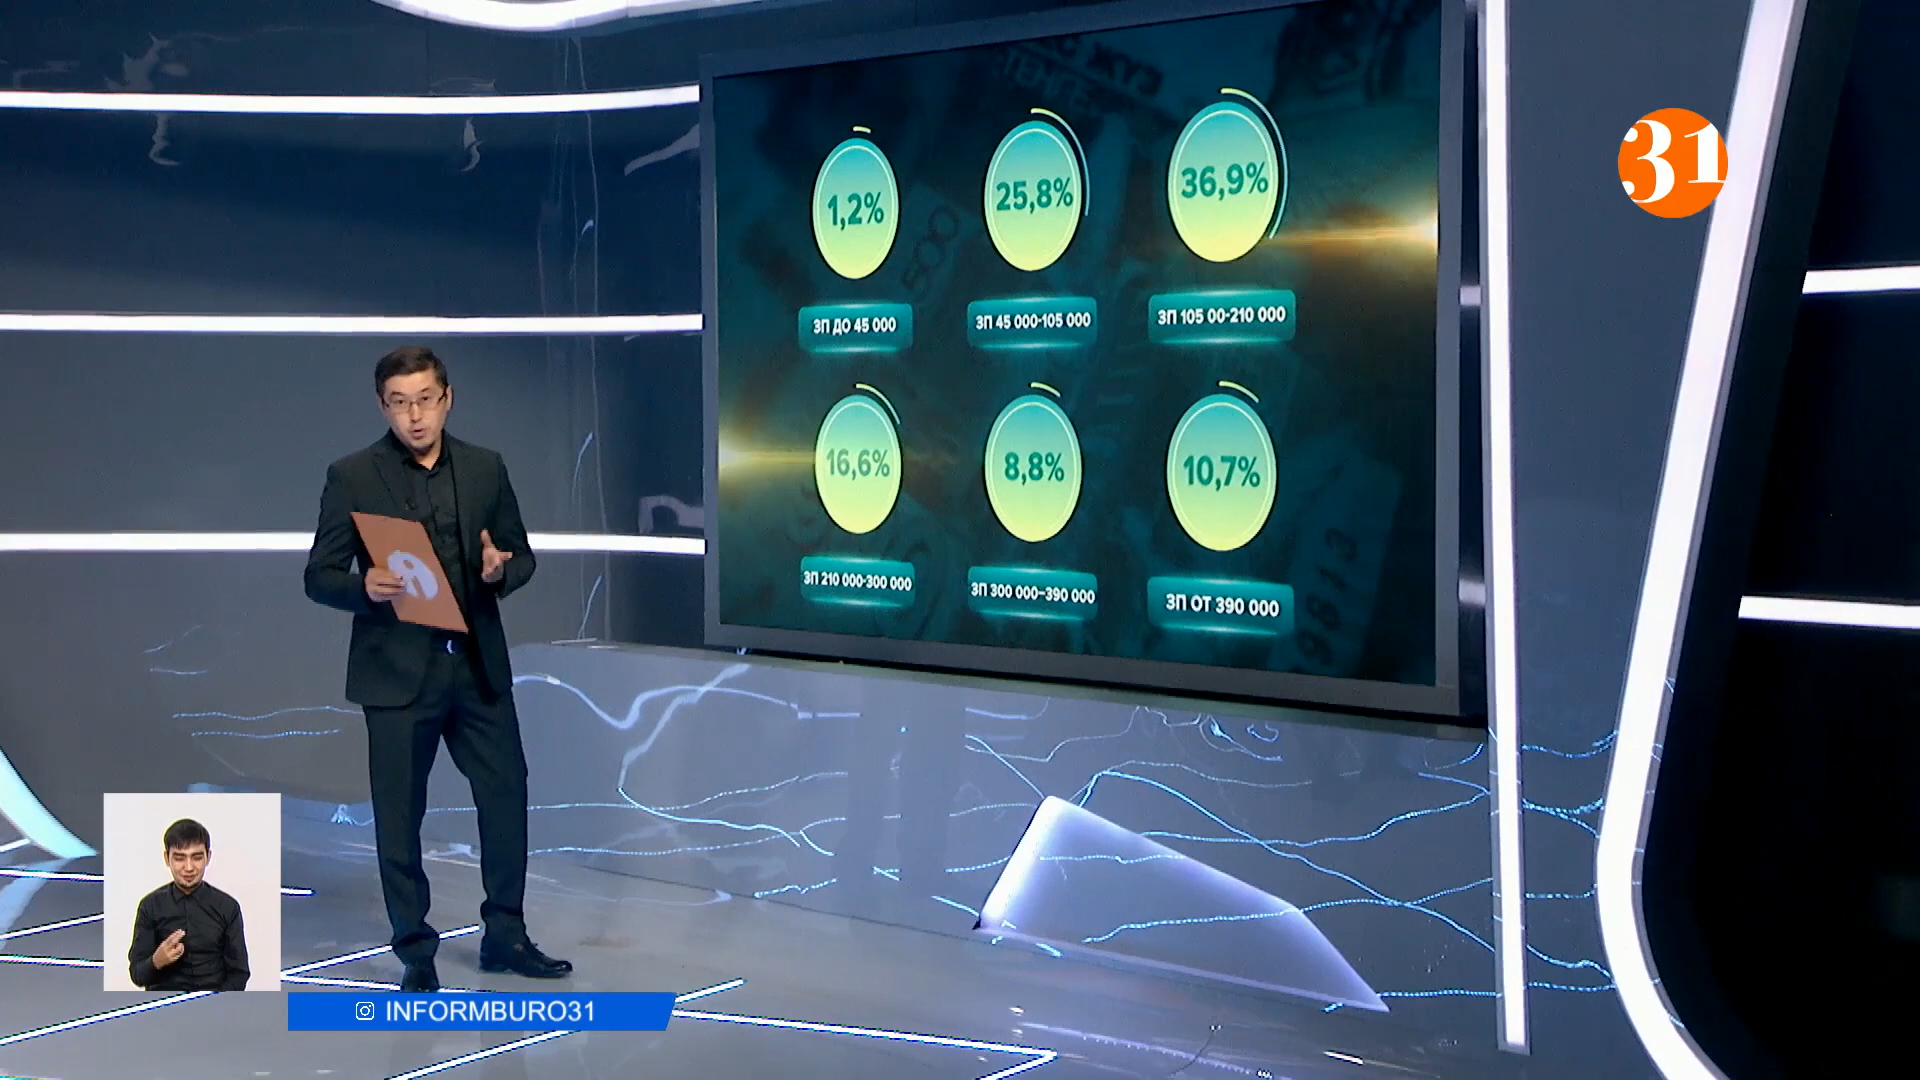 31
1,2%
25,8%
36,9%
ЗП ДО 45 000
ЗП 45 000-105 000
ЗП 105 00-210 000
16,6%
8,8%
10,7%
ЗП 210 000-300 000
ЗП 300 000–390 000
ЗП ОТ 390 000
INFORMBURO31